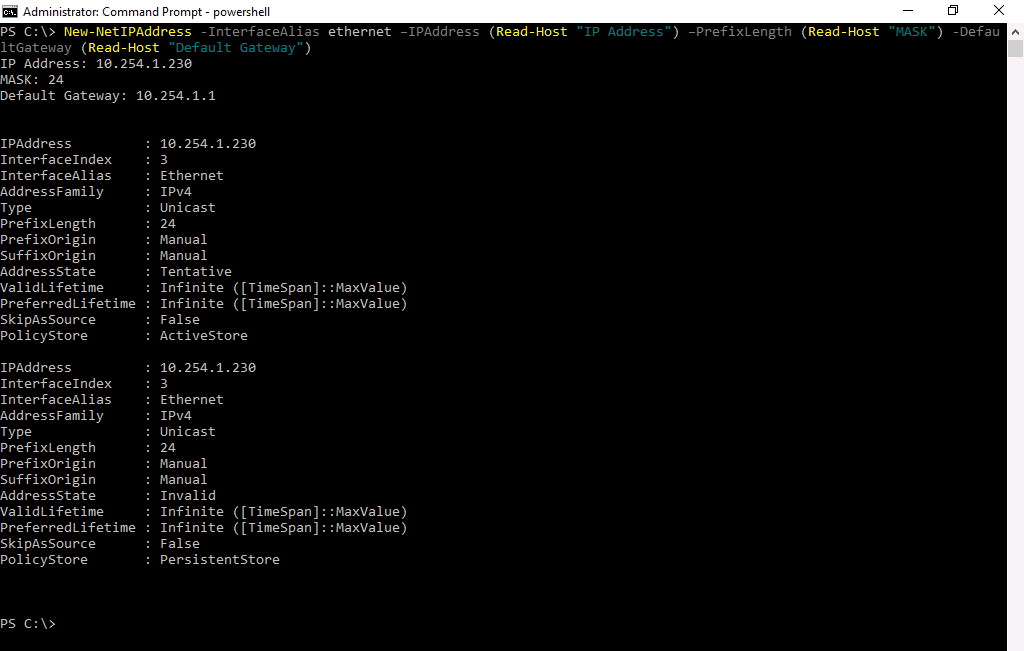 Administrator: Command Prompt - powershell
PS C:\> New-NetIPAddress -InterfaceAlias ethernet –IPAddress (Read-Host "IP Address") –PrefixLength (Read-Host "MASK") -Defau
ltGateway (Read-Host "Default Gateway")
IP Address: 10.254.1.230
MASK: 24
Default Gateway: 10.254.1.1
IPAddress         : 10.254.1.230
InterfaceIndex    : 3
InterfaceAlias    : Ethernet
AddressFamily     : IPv4
Type              : Unicast
PrefixLength      : 24
PrefixOrigin      : Manual
SuffixOrigin      : Manual
AddressState      : Tentative
ValidLifetime     : Infinite ([TimeSpan]::MaxValue)
PreferredLifetime : Infinite ([TimeSpan]::MaxValue)
SkipAsSource      : False
PolicyStore       : ActiveStore
IPAddress         : 10.254.1.230
InterfaceIndex    : 3
InterfaceAlias    : Ethernet
AddressFamily     : IPv4
Type              : Unicast
PrefixLength      : 24
PrefixOrigin      : Manual
SuffixOrigin      : Manual
AddressState      : Invalid
ValidLifetime     : Infinite ([TimeSpan]::MaxValue)
PreferredLifetime : Infinite ([TimeSpan]::MaxValue)
SkipAsSource      : False
PolicyStore       : PersistentStore
PS C:\>